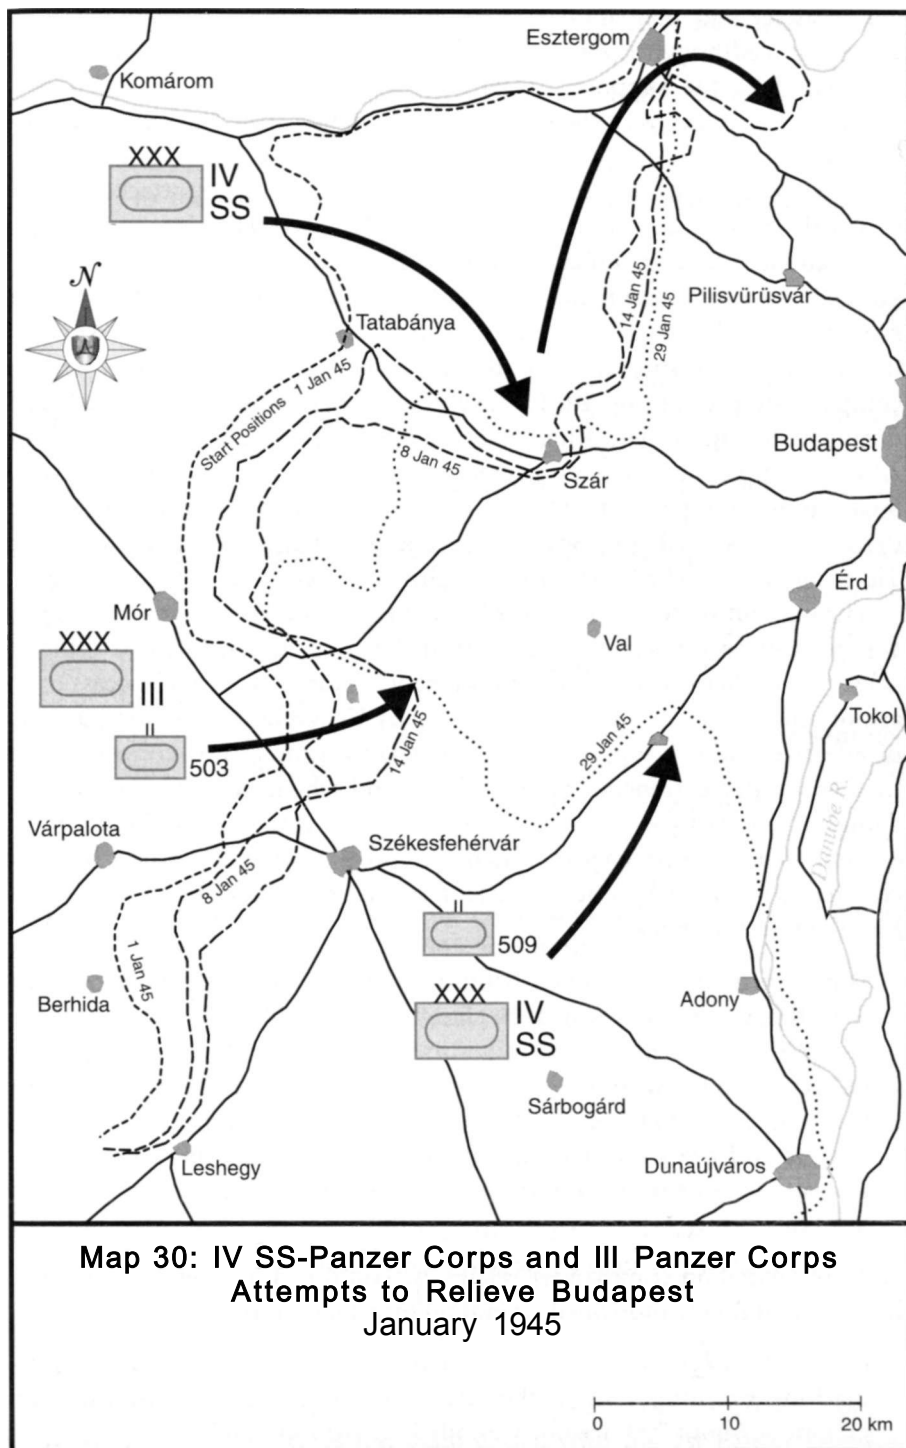 Esztergom
Komárom
XXX
IV
SS
N
Pilisvürüsvár
14 Jan 45
29 Jan 45
Tatabánya
Start Positions 1 Jan 45
8 Jan 45
Szár
Budapest
Érd
Mór
Val
XXX
III
II
503
Tokol
14 Jan 45
29 Jan 45
Várpalota
Székesfehérvár
Danube R.
8 Jan 45
II
509
1 Jan 45
Berhida
XXX
IV
SS
Adony
Sárbogárd
Leshegy
Dunaújváros
Map 30: IV SS-Panzer Corps and III Panzer Corps
Attempts to Relieve Budapest
January 1945
0 10 20 km